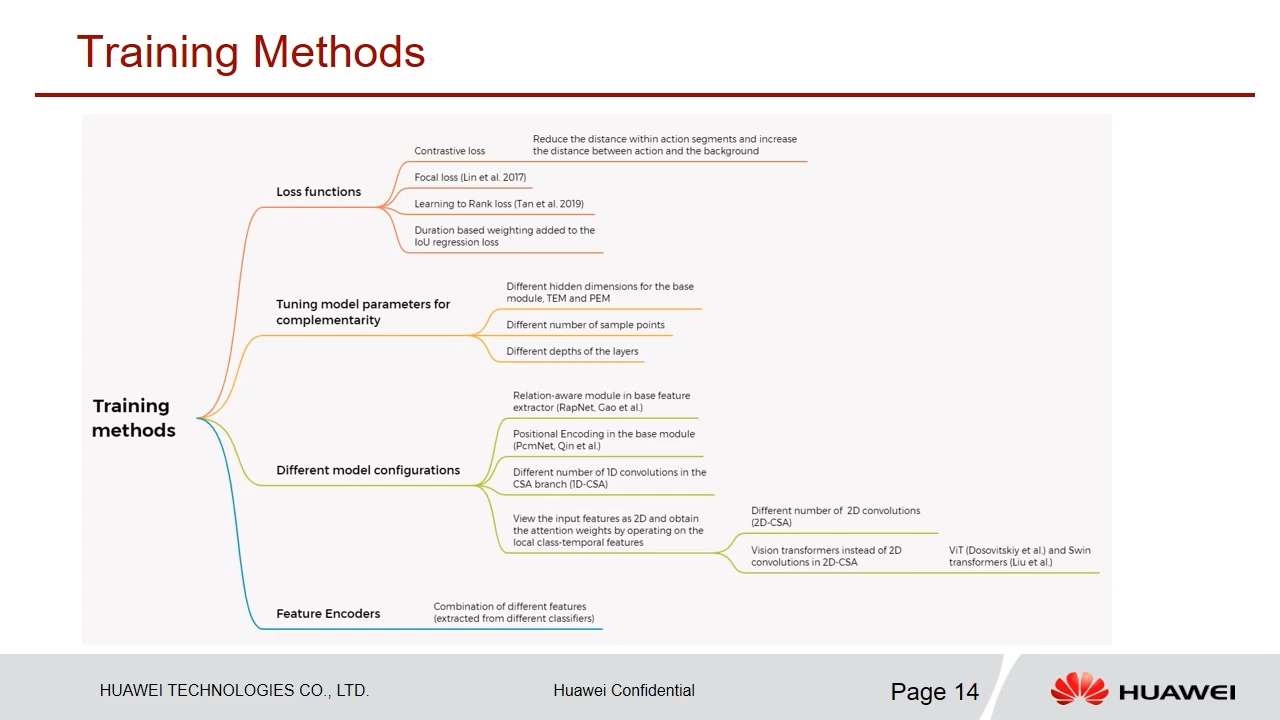 Training Methods
Reduce the distance within action segments and increase
the distance between action and the background
Contrastive loss
Focal loss (Lin et al. 2017)
Loss functions
Learning to Rank loss (Tan et al. 2019)
Duration based weighting added to the
IoU regression loss
Different hidden dimensions for the base
module, TEM and PEM
Tuning model parameters for
complementarity
Different number of sample points
Different depths of the layers
Training
methods
Relation-aware module in base feature
extractor (RapNet, Gao et al.)
Positional Encoding in the base module
(PcmNet, Qin et al.)
Different model configurations
Different number of 1D convolutions in the
CSA branch (1D-CSA)
View the input features as 2D and obtain
the attention weights by operating on the
local class-temporal features
Different number of  2D convolutions
(2D-CSA)
Vision transformers instead of 2D
convolutions in 2D-CSA
ViT (Dosovitskiy et al.) and Swin
transformers (Liu et al.)
Feature Encoders
Combination of different features
(extracted from different classifiers)
HUAWEI TECHNOLOGIES CO., LTD.
Huawei Confidential
Page 14
HUAWEI